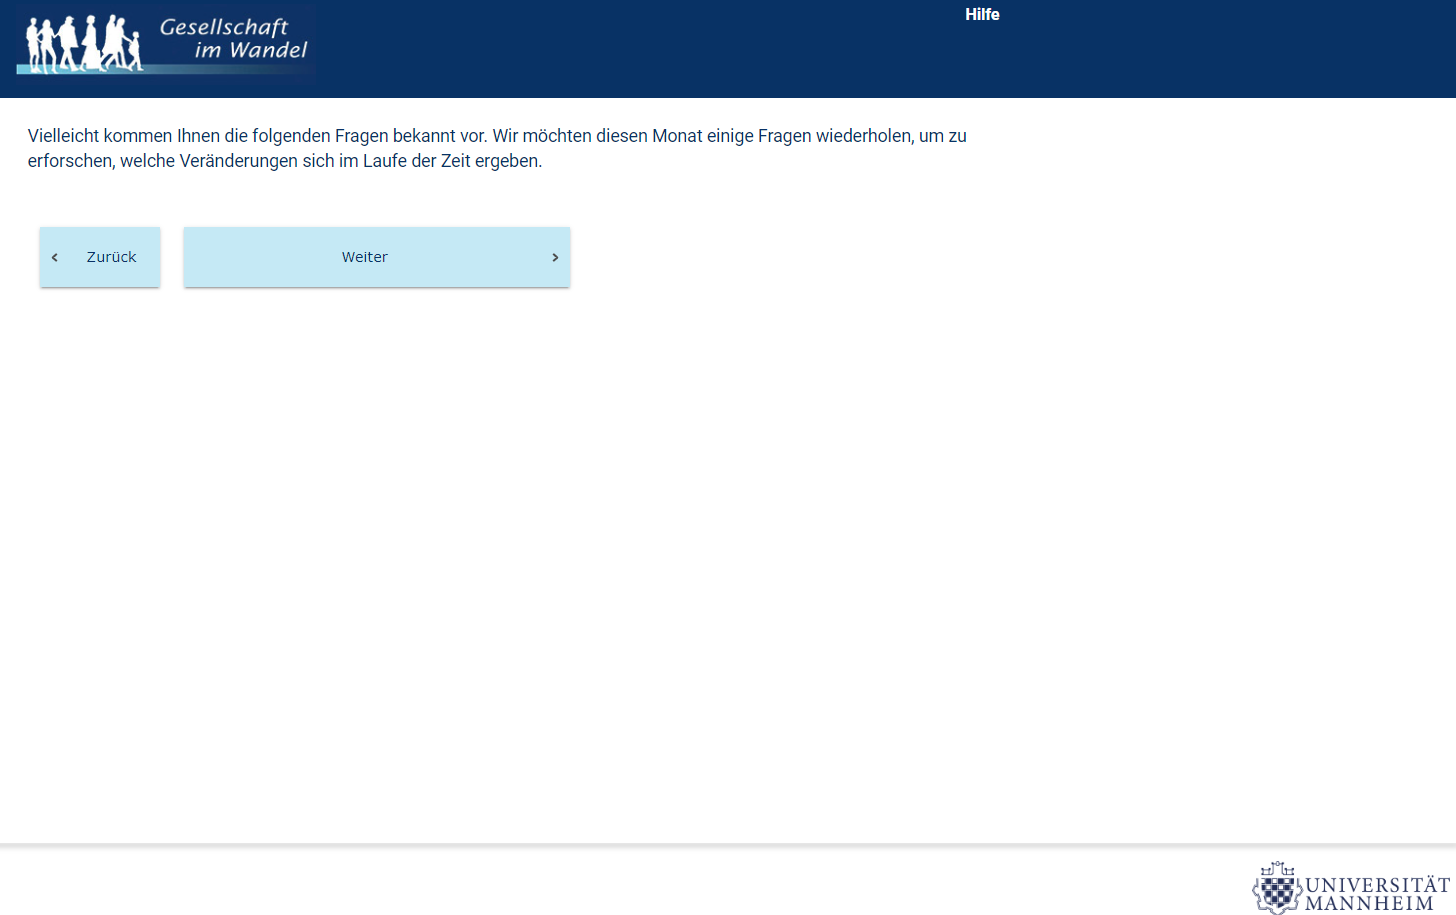 Gesellschaft
im Wandel
Hilfe
Vielleicht kommen Ihnen die folgenden Fragen bekannt vor. Wir möchten diesen Monat einige Fragen wiederholen, um zu
erforschen, welche Veränderungen sich im Laufe der Zeit ergeben.
Zurück
Weiter
UNIVERSITÄT
MANNHEIM